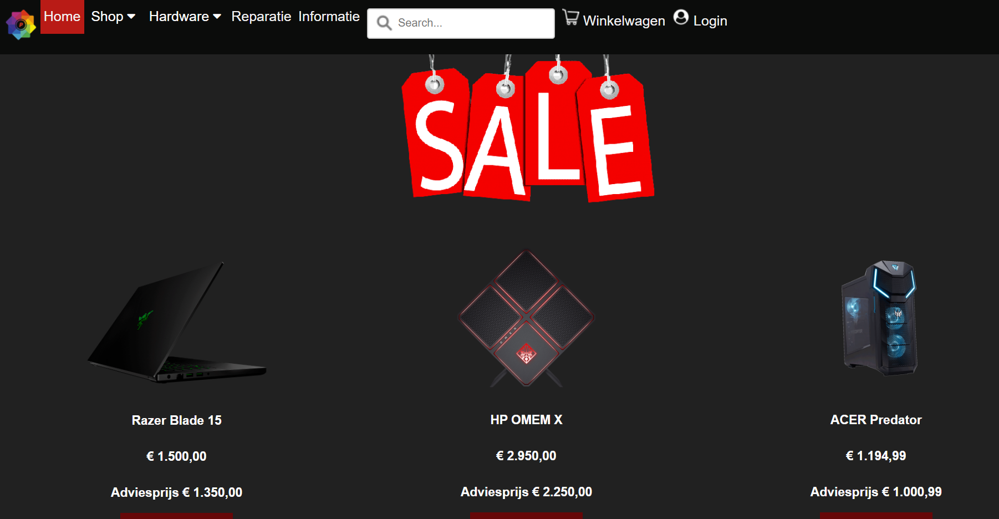 Home Shop Hardware Reparatie Informatie Search... Winkelwagen Login
SALE
Razer Blade 15 HP OMEM X ACER Predator
€ 1.500,00 € 2.950,00 € 1.194,99
Adviesprijs € 1.350,00 Adviesprijs € 2.250,00 Adviesprijs € 1.000,99